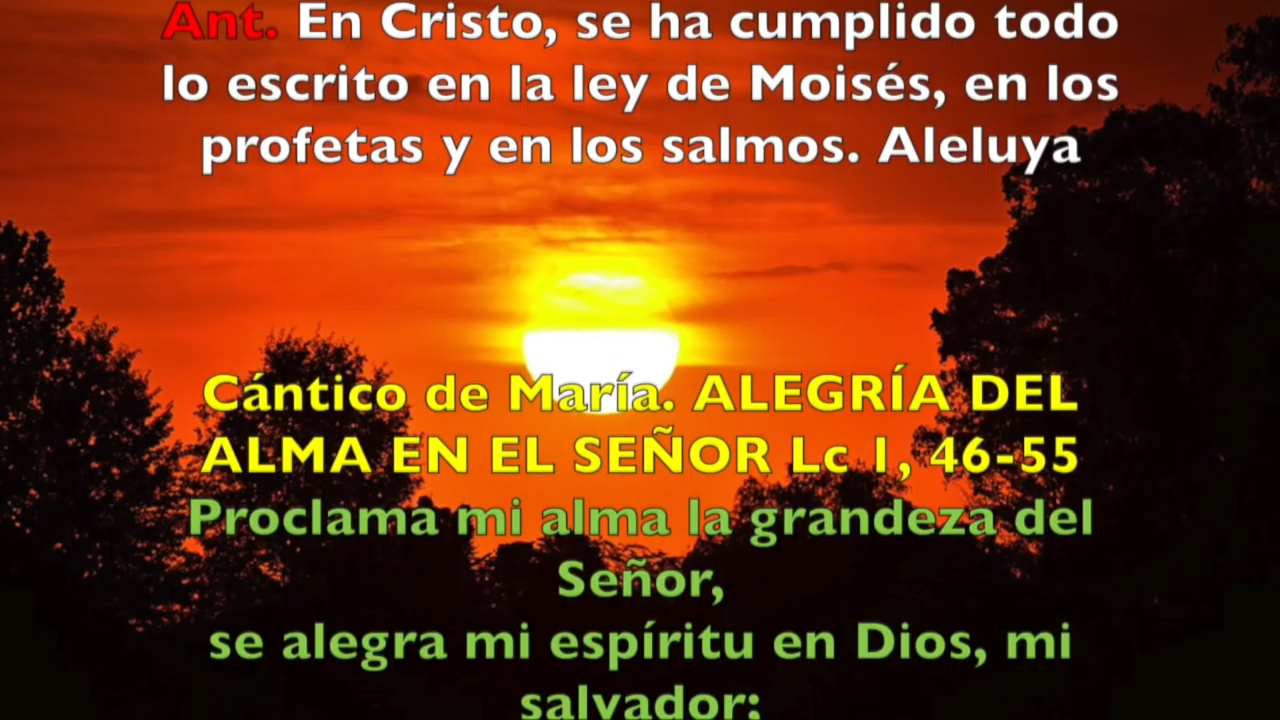 Ant. En Cristo, se ha cumplido todo
lo escrito en la ley de Moisés, en los
profetas y en los salmos. Aleluya
Cántico de María. ALEGRÍA DEL
ALMA EN EL SEÑOR Lc 1, 46-55
Proclama mi alma la grandeza del
Señor,
se alegra mi espíritu en Dios, mi
salvador;